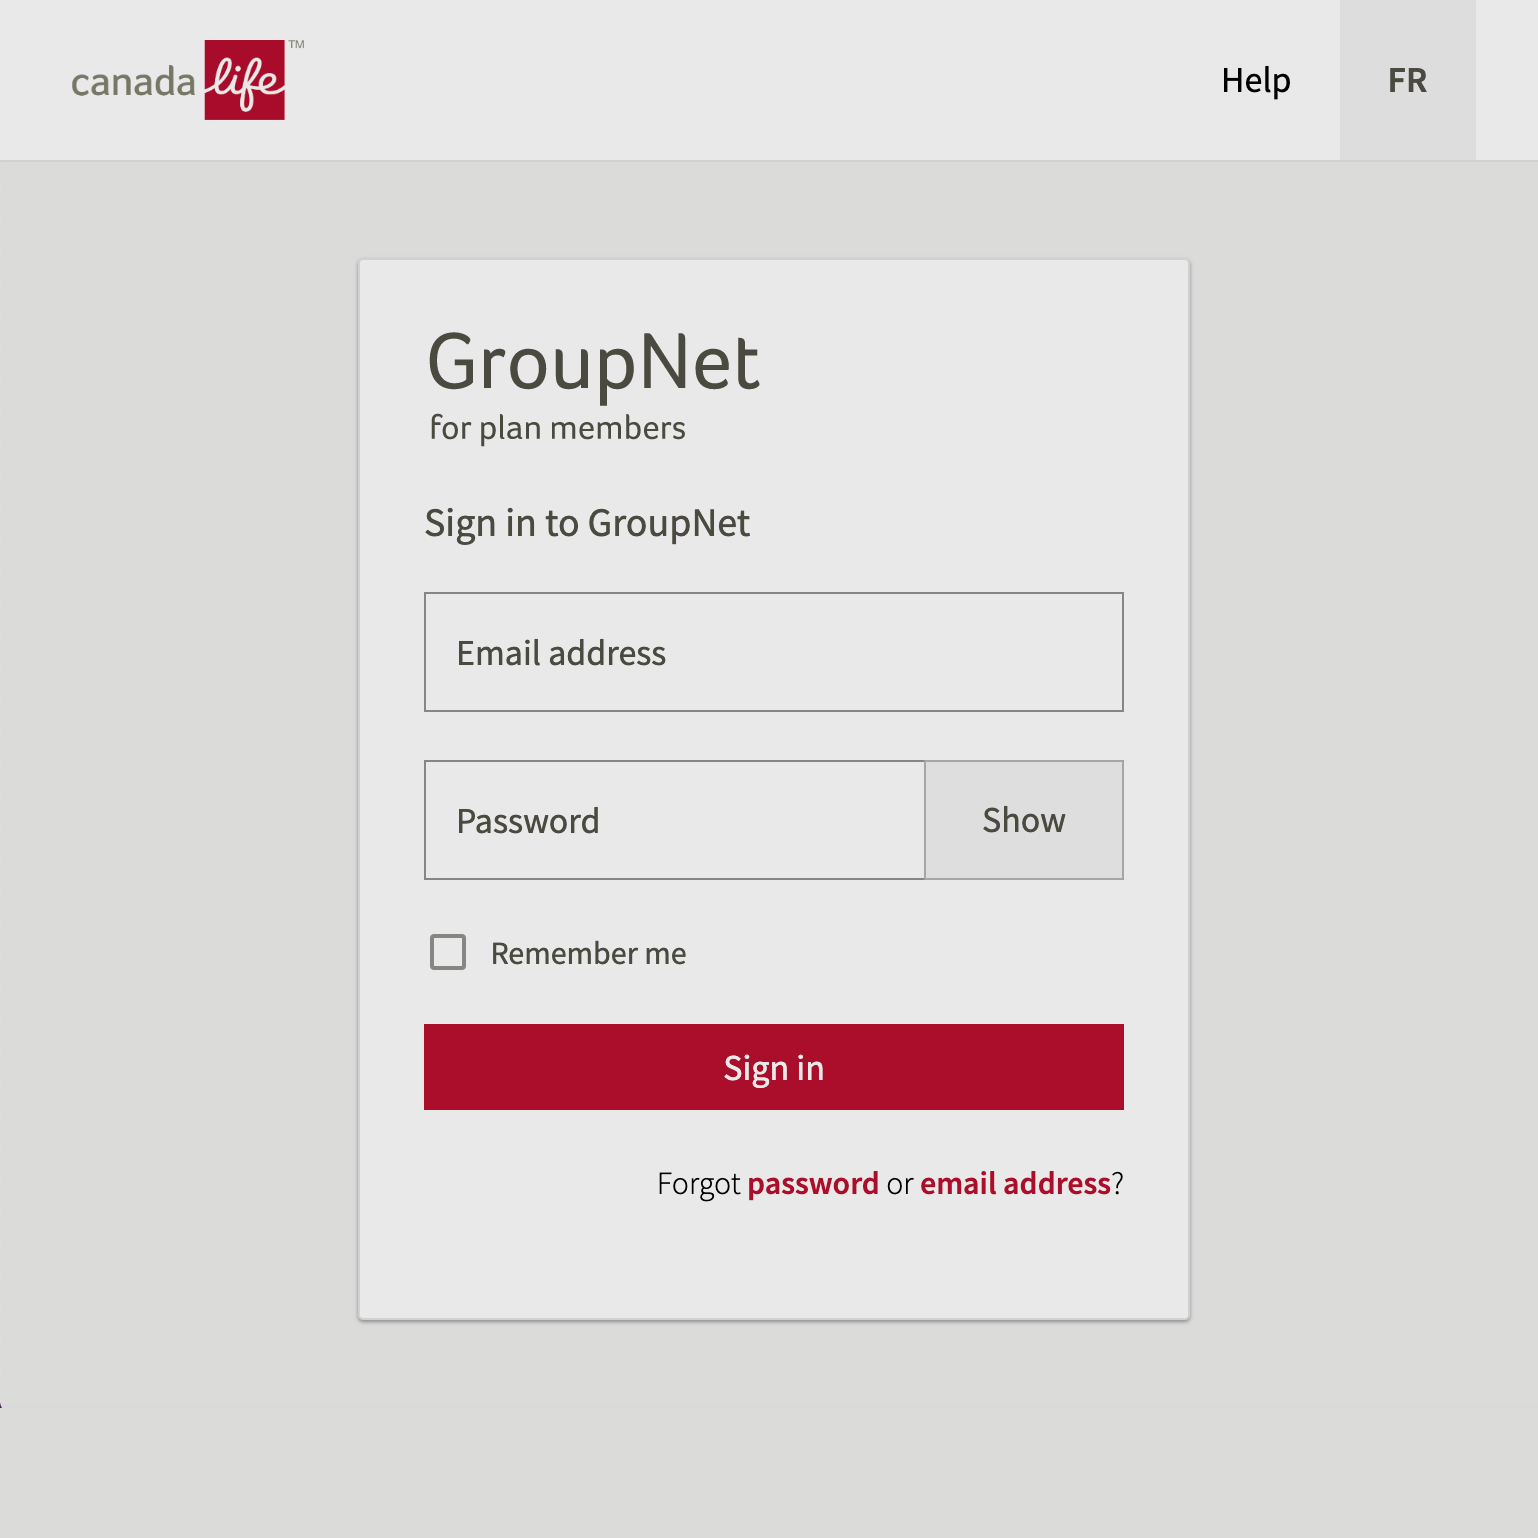 canada life™
Help
FR
GroupNet
for plan members
Sign in to GroupNet
Email address
Password
Show
Remember me
Sign in
Forgot password or email address?